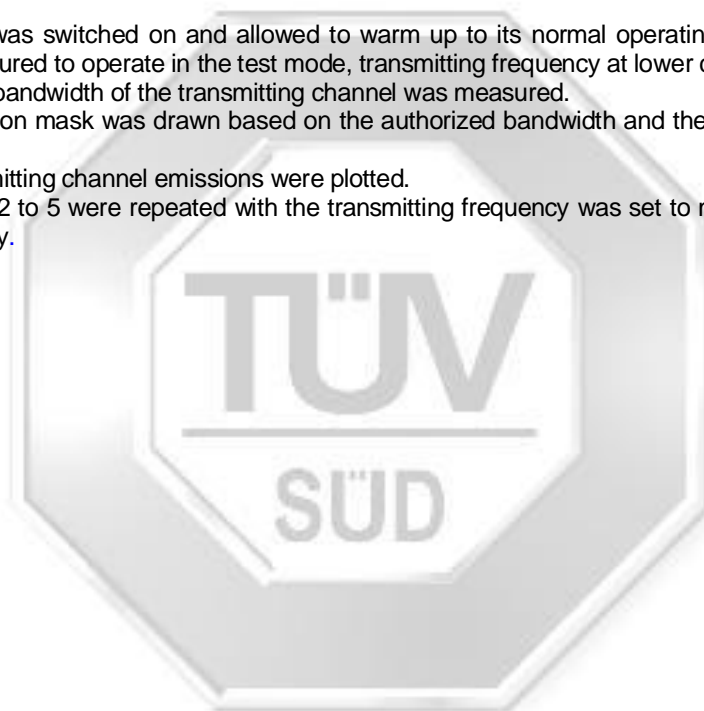 was switched on and allowed to warm up to its normal operatin
ured to operate in the test mode, transmitting frequency at lower
bandwidth of the transmitting channel was measured.
on mask was drawn based on the authorized bandwidth and the
itting channel emissions were plotted.
2 to 5 were repeated with the transmitting frequency was set to
y.
TÜV
SÜD